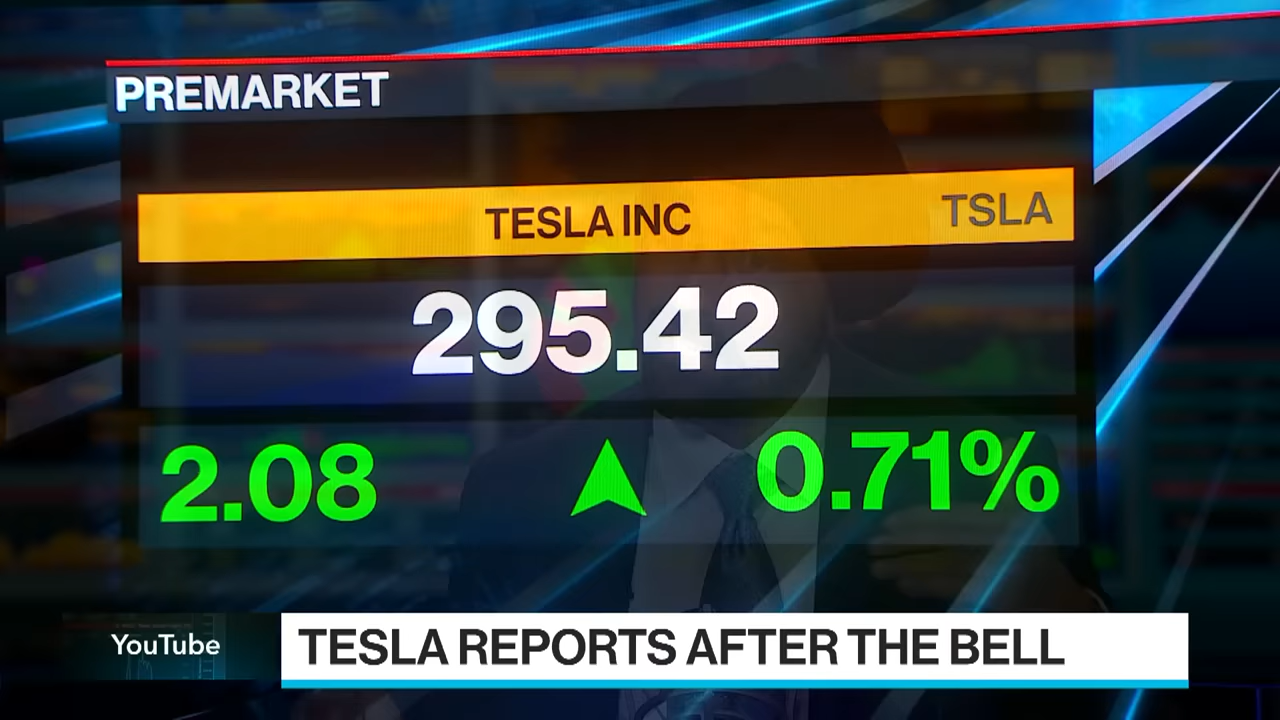 PREMARKET
TESLA INC TSLA
295.42
2.08 ▲ 0.71%
YouTube
TESLA REPORTS AFTER THE BELL